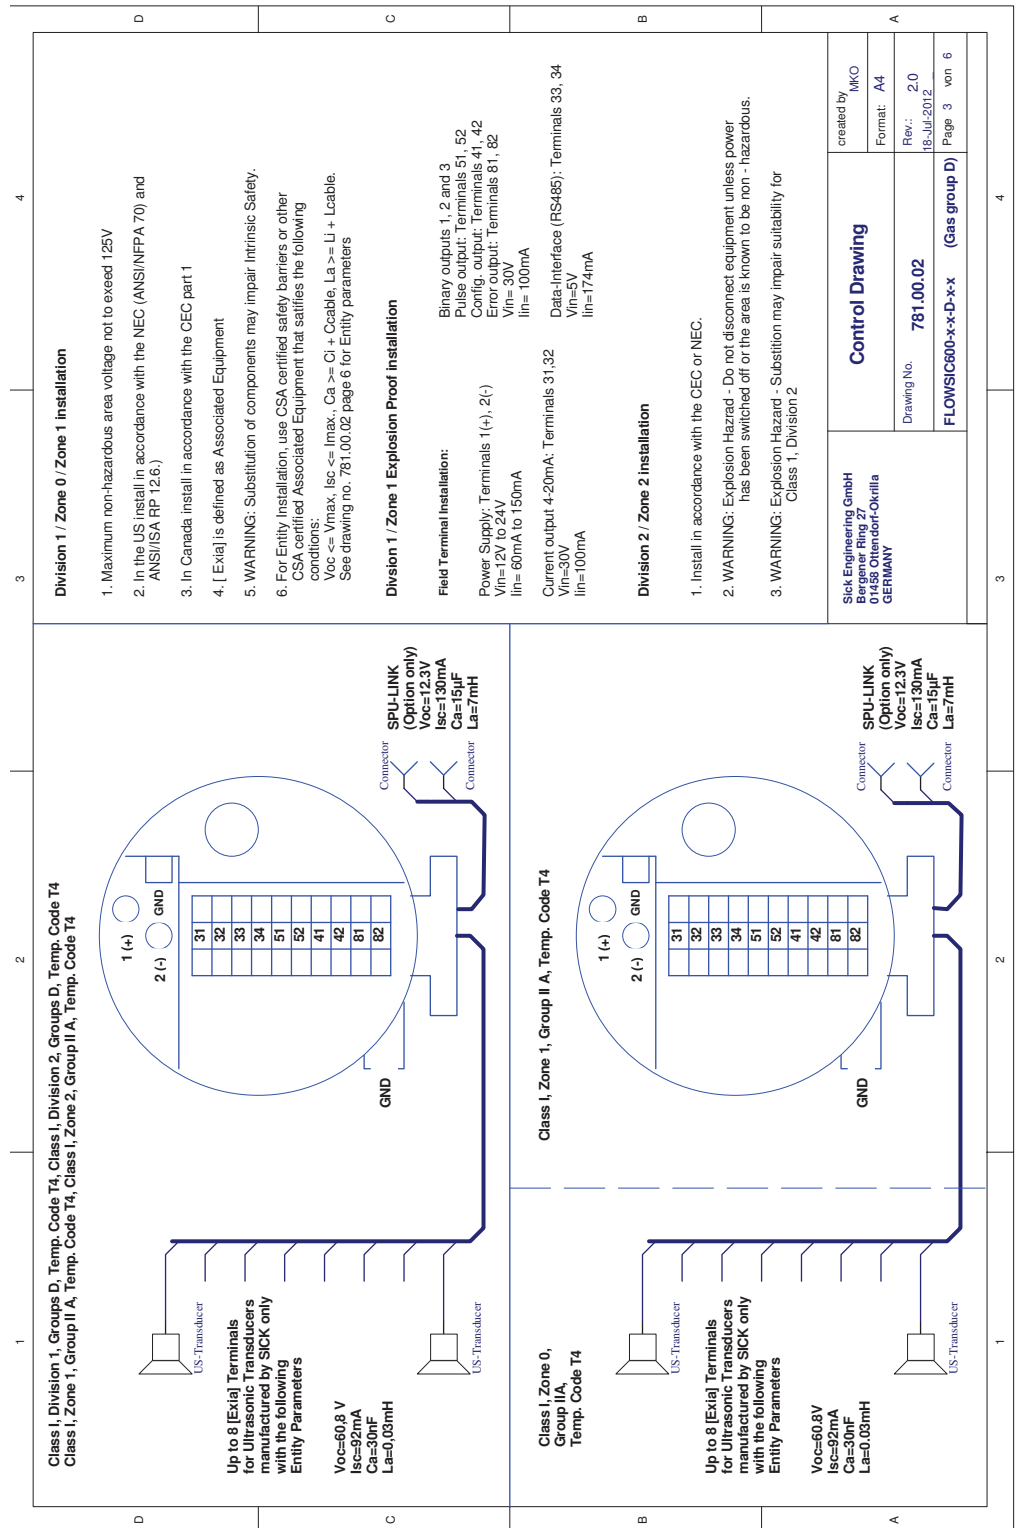 1
2
3
4
D
C
B
A
Class I, Division 1, Groups D, Temp. Code T4, Class I, Division 2, Groups D, Temp. Code T4
Class I, Zone 1, Group II A, Temp. Code T4, Class I, Zone 2, Group II A, Temp. Code T4
Up to 8 [Exia] Terminals
for Ultrasonic Transducers
manufactured by SICK only
with the following
Entity Parameters
Voc=60,8 V
Isc=92mA
Ca=30nF
La=0,03mH
US-Transducer
US-Transducer
1 (+)
2 (-)
GND
31
32
33
34
51
52
41
42
81
82
GND
Connector
Connector
SPU-LINK
(Option only)
Voc=12.3V
Isc=130mA
Ca=15µF
La=7mH
Class I, Zone 0,
Group IIA,
Temp. Code T4
Class I, Zone 1, Group II A, Temp. Code T4
Up to 8 [Exia] Terminals
for Ultrasonic Transducers
manufactured by SICK only
with the following
Entity Parameters
Voc=60.8V
Isc=92mA
Ca=30nF
La=0.03mH
US-Transducer
US-Transducer
1 (+)
2 (-)
GND
31
32
33
34
51
52
41
42
81
82
GND
Connector
Connector
SPU-LINK
(Option only)
Voc=12.3V
Isc=130mA
Ca=15µF
La=7mH
Division 1 / Zone 0 / Zone 1 installation
1. Maximum non-hazardous area voltage not to exceed 125V
2. In the US install in accordance with the NEC (ANSI/NFPA 70) and
ANSI/ISA RP 12.6.)
3. In Canada install in accordance with the CEC part 1
4. [ Exia] is defined as Associated Equipment
5. WARNING: Substitution of components may impair Intrinsic Safety.
6. For Entity Installation, use CSA certified safety barriers or other
CSA certified Associated Equipment that satifies the following
condtions:
Voc <= Vmax, Isc <= Imax., Ca >= Ci + Ccable, La >= Li + Lcable.
See drawing no. 781.00.02 page 6 for Entity parameters
Divsion 1 / Zone 1 Explosion Proof installation
Field Terminal Installation:
Power Supply: Terminals 1(+), 2(-)
Vin=12V to 24V
Iin= 60mA to 150mA
Current output 4-20mA: Terminals 31,32
Vin=30V
Iin=100mA
Binary outputs 1, 2 and 3
Pulse output: Terminals 51, 52
Config. output: Terminals 41, 42
Error output: Terminals 81, 82
Vin= 30V
Iin= 100mA
Data-Interface (RS485): Terminals 33, 34
Vin=5V
Iin=174mA
Division 2 / Zone 2 installation
1. Install in accordance with the CEC or NEC.
2. WARNING: Explosion Hazrad - Do not disconnect equipment unless power
has been switched off or the area is known to be non - hazardous.
3. WARNING: Explosion Hazard - Substition may impair suitability for
Class 1, Division 2
Sick Engineering GmbH
Bergener Ring 27
01458 Ottendorf-Okrilla
GERMANY
Control Drawing
Drawing No. 781.00.02
FLOWSIC600-x-x-D-x-x (Gas group D)
created by MKO
Format: A4
Rev.: 2.0
18-Jul-2012
Page 3 von 6
D
C
B
A
1
2
3
4